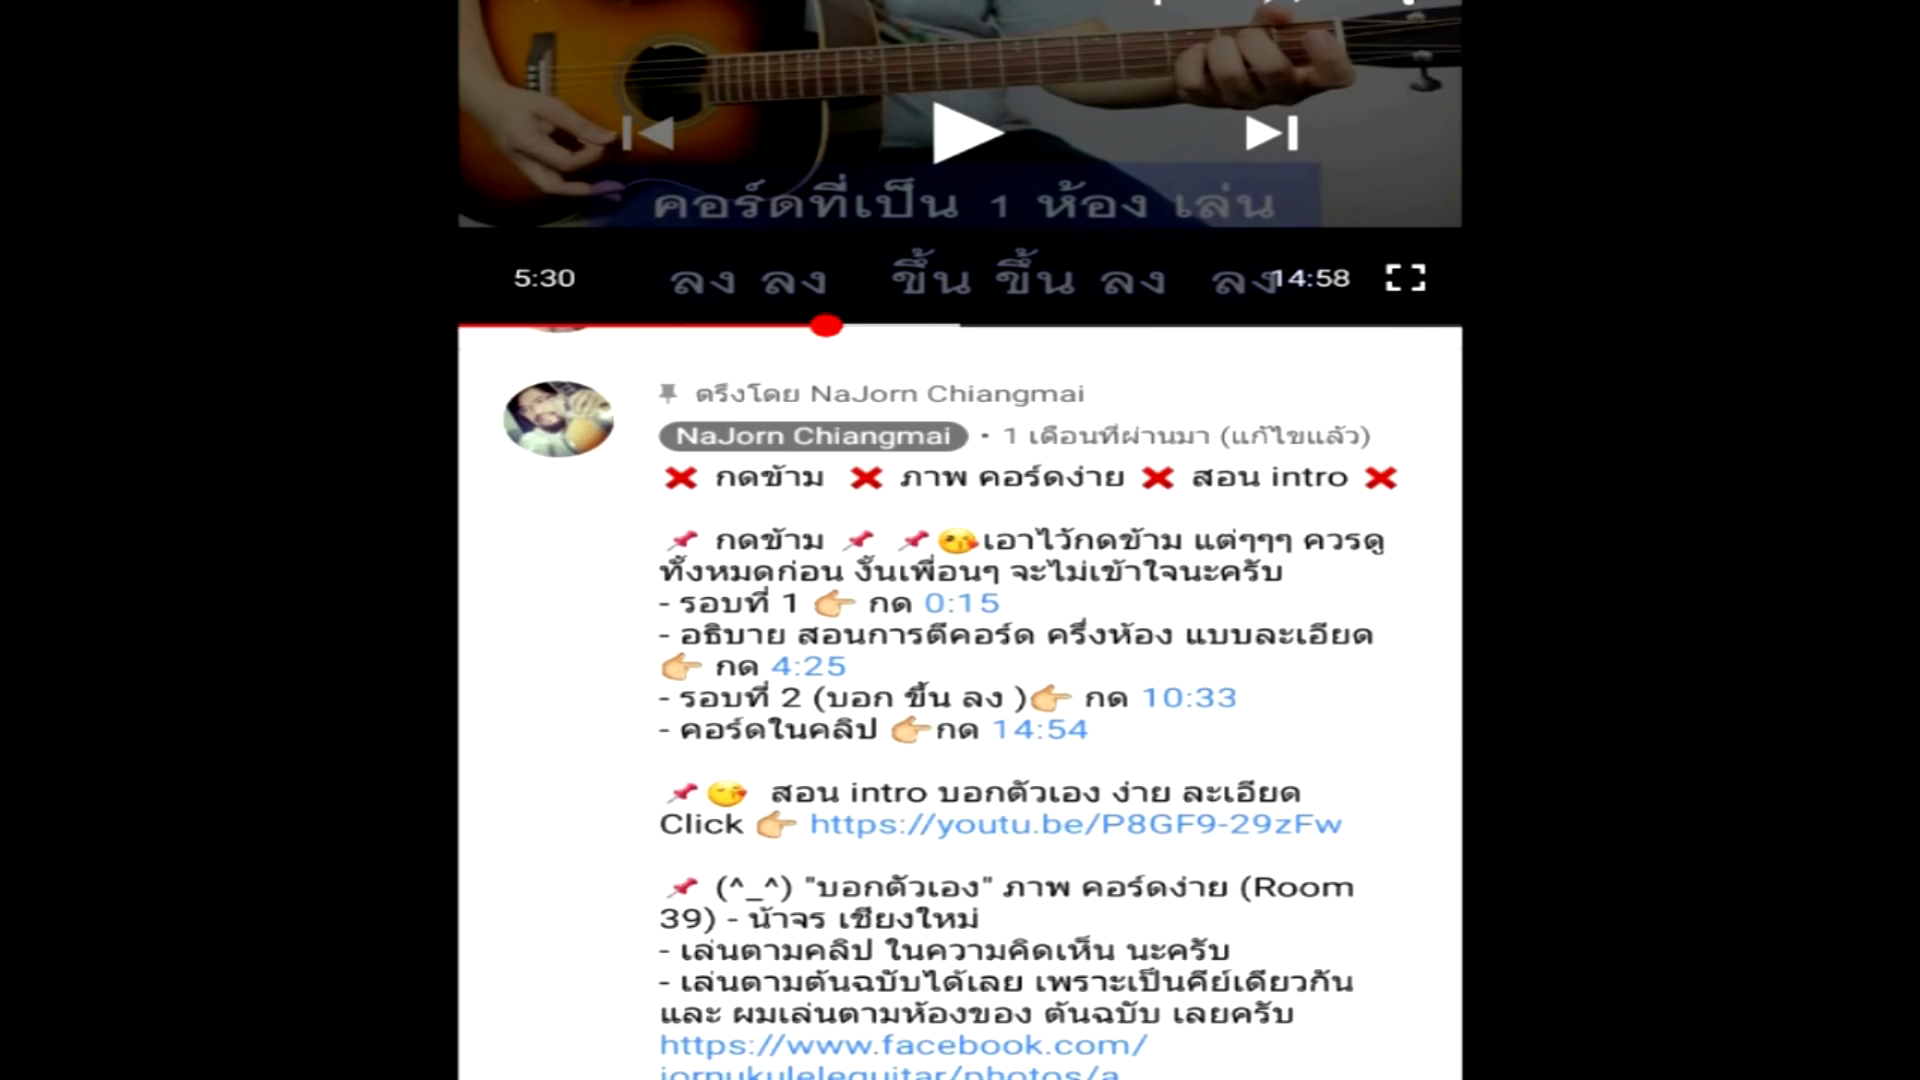 คอร์ดที่เป็น 1 ห้อง เล่น
ลง ลง ขึ้น ขึ้น ลง ลง
5:30
14:58
ตรึงโดย NaJorn Chiangmai
NaJorn Chiangmai • 1 เดือนที่ผ่านมา (แก้ไขแล้ว)
❌ กดข้าม ❌ ภาพ คอร์ดง่าย ❌ สอน intro ❌
📌 กดข้าม 📌 📌😘เอาไว้กดข้าม แต่ๆๆๆ ควรดู
ทั้งหมดก่อน งั้นเพื่อนๆ จะไม่เข้าใจนะครับ
- รอบที่ 1 👉 กด 0:15
- อธิบาย สอนการตีคอร์ด ครึ่งห้อง แบบละเอียด
👉 กด 4:25
- รอบที่ 2 (บอก ขึ้น ลง )👉 กด 10:33
- คอร์ดในคลิป 👉กด 14:54
📌😘 สอน intro บอกตัวเอง ง่าย ละเอียด
Click 👉 https://youtu.be/P8GF9-29zFw
📌 (^_^) "บอกตัวเอง" ภาพ คอร์ดง่าย (Room
39) - น้าจร เชียงใหม่
- เล่นตามคลิป ในความคิดเห็น นะครับ
- เล่นตามต้นฉบับได้เลย เพราะเป็นคีย์เดียวกัน
และ ผมเล่นตามห้องของ ต้นฉบับ เลยครับ
https://www.facebook.com/
jornukuleleguitar/photos/a